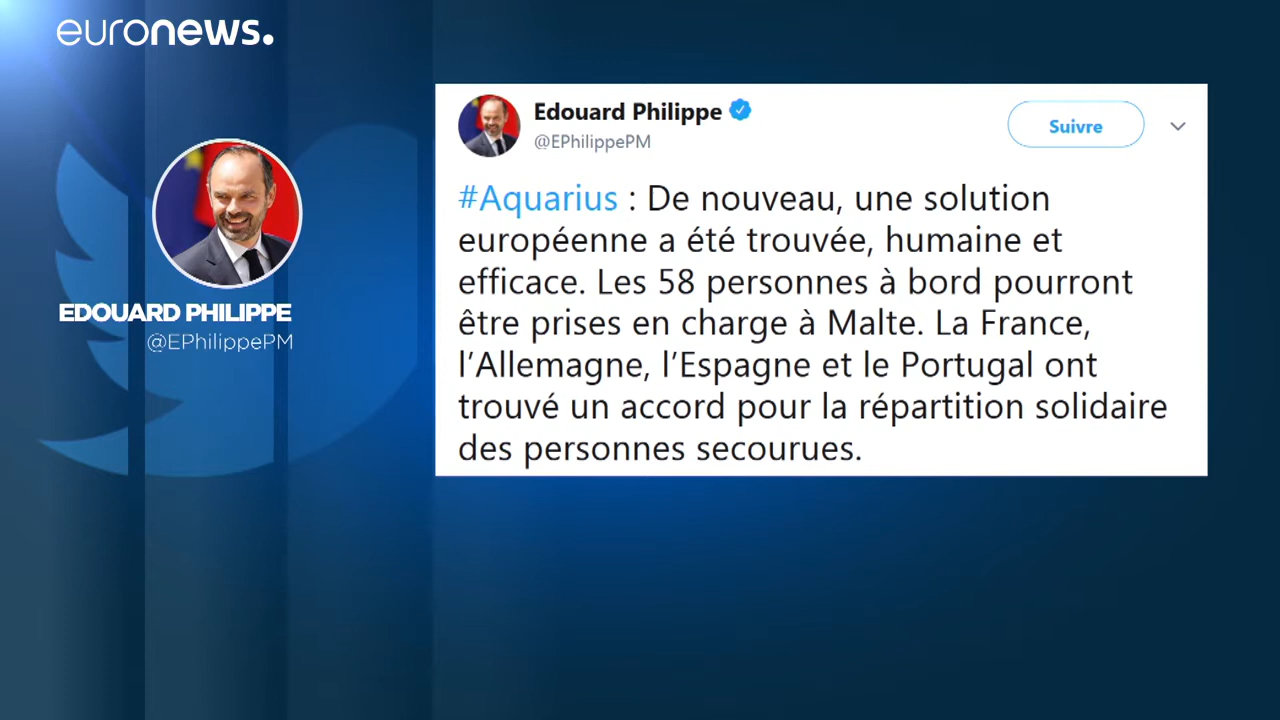 euronews.
EDOUARD PHILIPPE
@EPhilippePM
Edouard Philippe
@EPhilippePM
Suivre
#Aquarius : De nouveau, une solution
européenne a été trouvée, humaine et
efficace. Les 58 personnes à bord pourront
être prises en charge à Malte. La France,
l’Allemagne, l’Espagne et le Portugal ont
trouvé un accord pour la répartition solidaire
des personnes secourues.